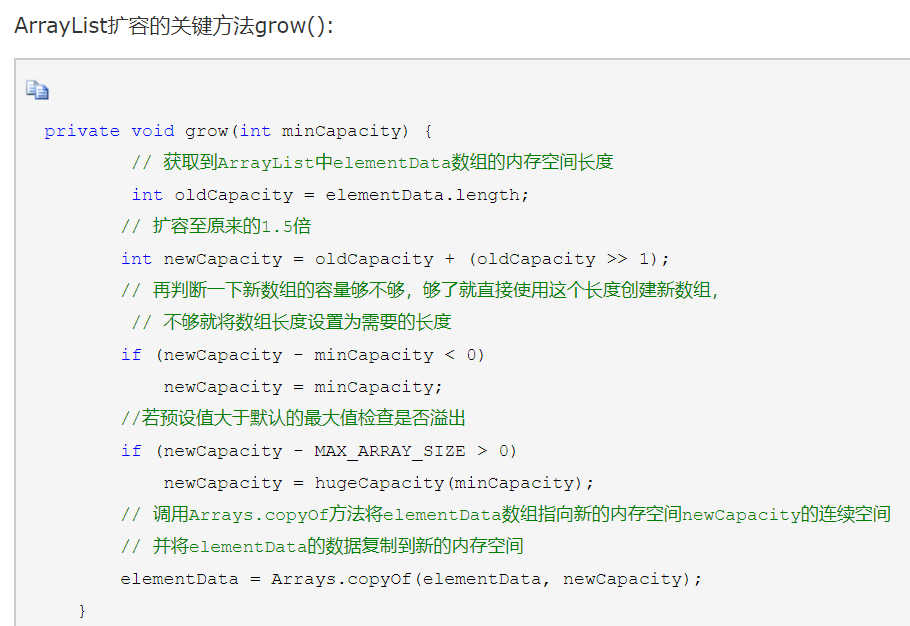 ArrayList扩容的关键方法grow():
private void grow(int minCapacity) {
// 获取到ArrayList中elementData数组的内存空间长度
int oldCapacity = elementData.length;
// 扩容至原来的1.5倍
int newCapacity = oldCapacity + (oldCapacity >> 1);
// 再判断一下新数组的容量够不够，够了就直接使用这个长度创建新数组，
// 不够就将数组长度设置为需要的长度
if (newCapacity - minCapacity < 0)
newCapacity = minCapacity;
//若预设值大于默认的最大值检查是否溢出
if (newCapacity - MAX_ARRAY_SIZE > 0)
newCapacity = hugeCapacity(minCapacity);
// 调用Arrays.copyOf方法将elementData数组指向新的内存空间newCapacity的连续空间
// 并将elementData的数据复制到新的内存空间
elementData = Arrays.copyOf(elementData, newCapacity);
}